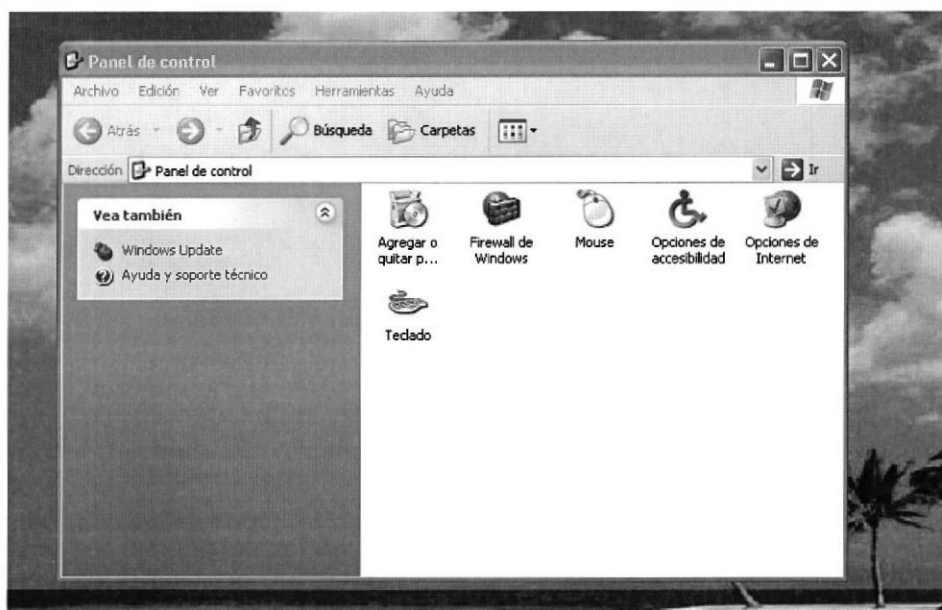 Panel de control
Archivo Edición Ver Favoritos Herramientas Ayuda
Atrás Búsqueda Carpetas
Dirección Panel de control Ir
Vea también
Windows Update
Ayuda y soporte técnico
Agregar o quitar p...
Firewall de Windows
Mouse
Opciones de accesibilidad
Opciones de Internet
Teclado